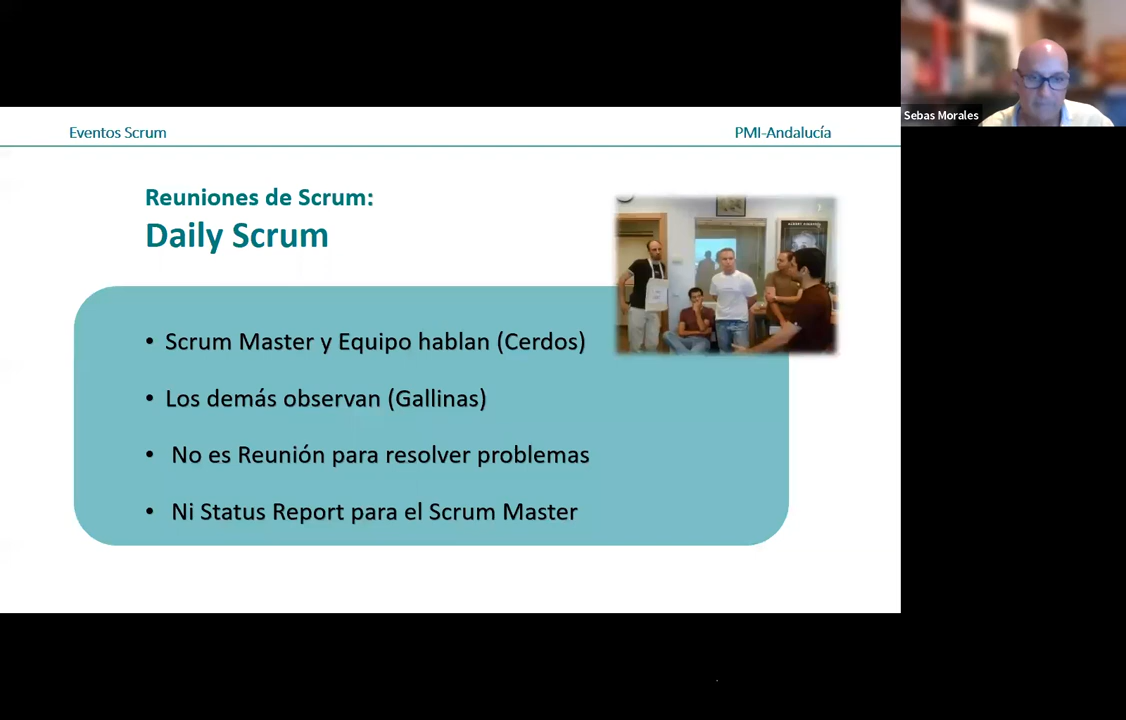 Eventos Scrum
PMI-Andalucía
Sebas Morales
Reuniones de Scrum:
Daily Scrum
• Scrum Master y Equipo hablan (Cerdos)
• Los demás observan (Gallinas)
• No es Reunión para resolver problemas
• Ni Status Report para el Scrum Master